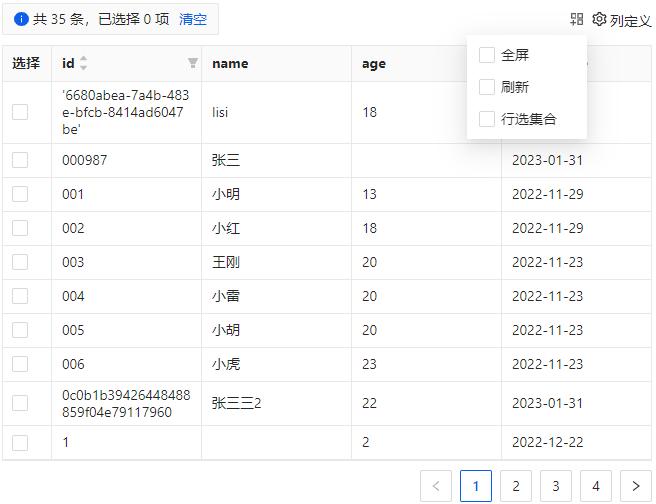 共 35 条，已选择 0 项 清空
列定义
全屏
刷新
行选集合
选择 id name age
'6680abea-7a4b-483
e-bfcb-8414ad6047
be'
lisi 18
000987 张三 2023-01-31
001 小明 13 2022-11-29
002 小红 18 2022-11-29
003 王刚 20 2022-11-23
004 小雷 20 2022-11-23
005 小胡 20 2022-11-23
006 小虎 23 2022-11-23
0c0b1b39426448488
859f04e79117960
张三三2 22 2023-01-31
1 2 2022-12-22
< 1 2 3 4 >